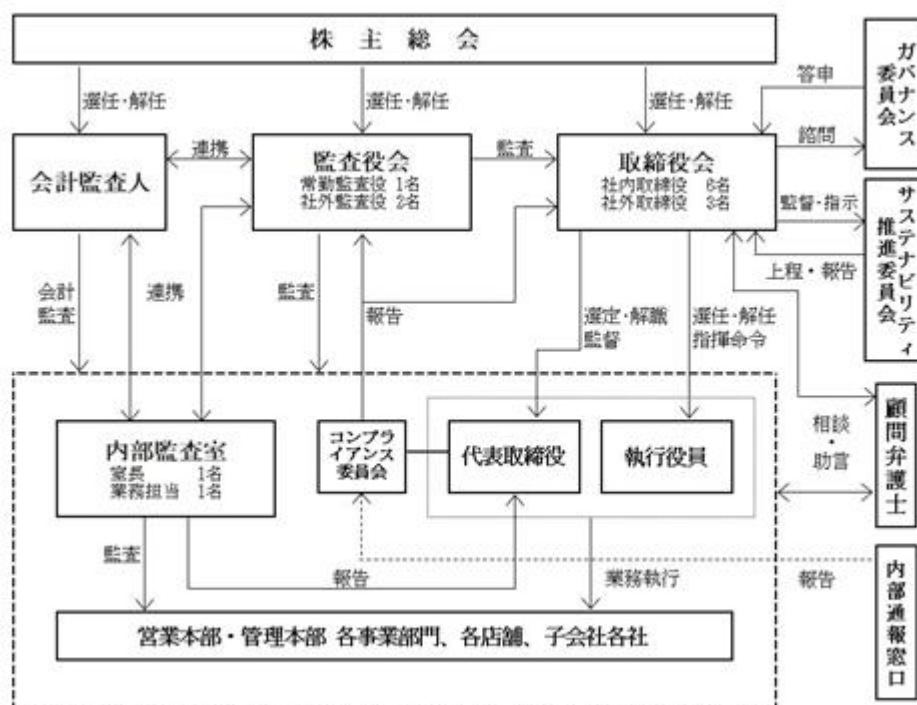 株主総会
ガバナンス
委員会
答申
選任・解任
選任・解任
選任・解任
諮問
会計監査人
連携
監査役会
常勤監査役 1名
社外監査役 2名
監査
取締役会
社内取締役 6名
社外取締役 3名
サステナビリティ
推進委員会
監督・指示
上程・報告
会計
監査
連携
監査
報告
選定・解職
監督
選任・解任
指揮命令
内部監査室
室長 1名
業務担当 1名
コンプラ
イアンス
委員会
代表取締役
執行役員
相談
・
助言
顧問弁護士
監査
報告
業務執行
報告
内部通報窓口
営業本部・管理本部 各事業部門、各店舗、子会社各社